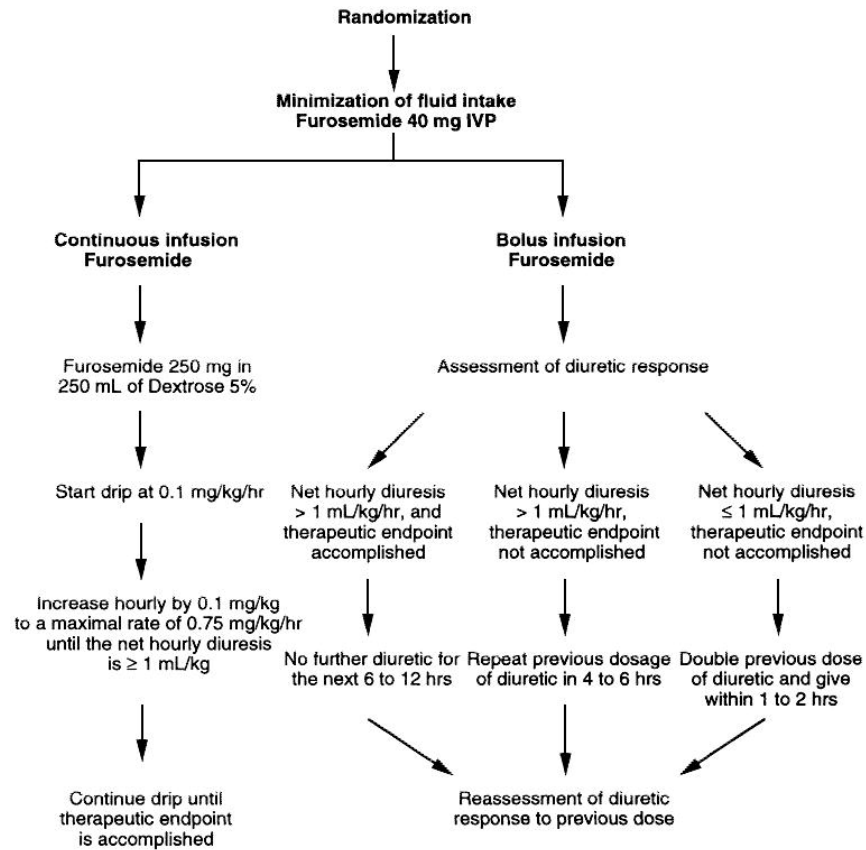 Randomization
Minimization of fluid intake
Furosemide 40 mg IVP
Continuous infusion
Furosemide
Bolus infusion
Furosemide
Furosemide 250 mg in
250 mL of Dextrose 5%
Assessment of diuretic response
Start drip at 0.1 mg/kg/hr
Net hourly diuresis
> 1 mL/kg/hr, and
therapeutic endpoint
accomplished
Net hourly diuresis
> 1 mL/kg/hr,
therapeutic endpoint
not accomplished
Net hourly diuresis
≤ 1 mL/kg/hr,
therapeutic endpoint
not accomplished
Increase hourly by 0.1 mg/kg
to a maximal rate of 0.75 mg/kg/hr
until the net hourly diuresis
is ≥ 1 mL/kg
No further diuretic for
the next 6 to 12 hrs
Repeat previous dosage
of diuretic in 4 to 6 hrs
Double previous dose
of diuretic and give
within 1 to 2 hrs
Continue drip until
therapeutic endpoint
is accomplished
Reassessment of diuretic
response to previous dose